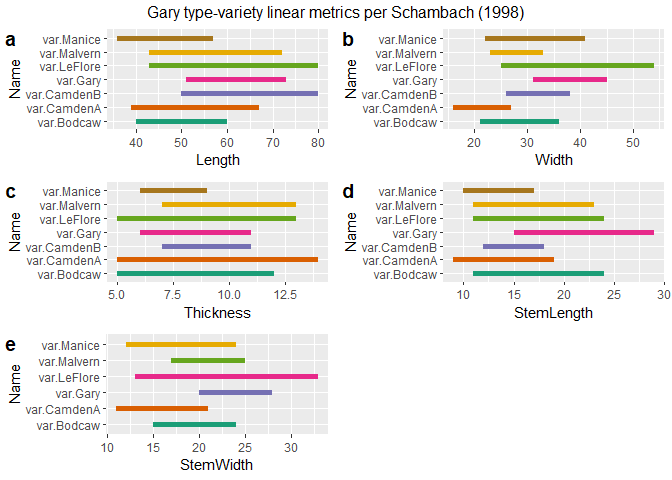 Gary type-variety linear metrics per Schambach (1998)
a
Name
var.Manice
var.Malvern
var.LeFlore
var.Gary
var.CamdenB
var.CamdenA
var.Bodcaw
40 50 60 70 80
Length
b
Name
var.Manice
var.Malvern
var.LeFlore
var.Gary
var.CamdenB
var.CamdenA
var.Bodcaw
20 30 40 50
Width
c
Name
var.Manice
var.Malvern
var.LeFlore
var.Gary
var.CamdenB
var.CamdenA
var.Bodcaw
5.0 7.5 10.0 12.5
Thickness
d
Name
var.Manice
var.Malvern
var.LeFlore
var.Gary
var.CamdenB
var.CamdenA
var.Bodcaw
10 15 20 25 30
StemLength
e
Name
var.Manice
var.Malvern
var.LeFlore
var.Gary
var.CamdenA
var.Bodcaw
10 15 20 25 30
StemWidth